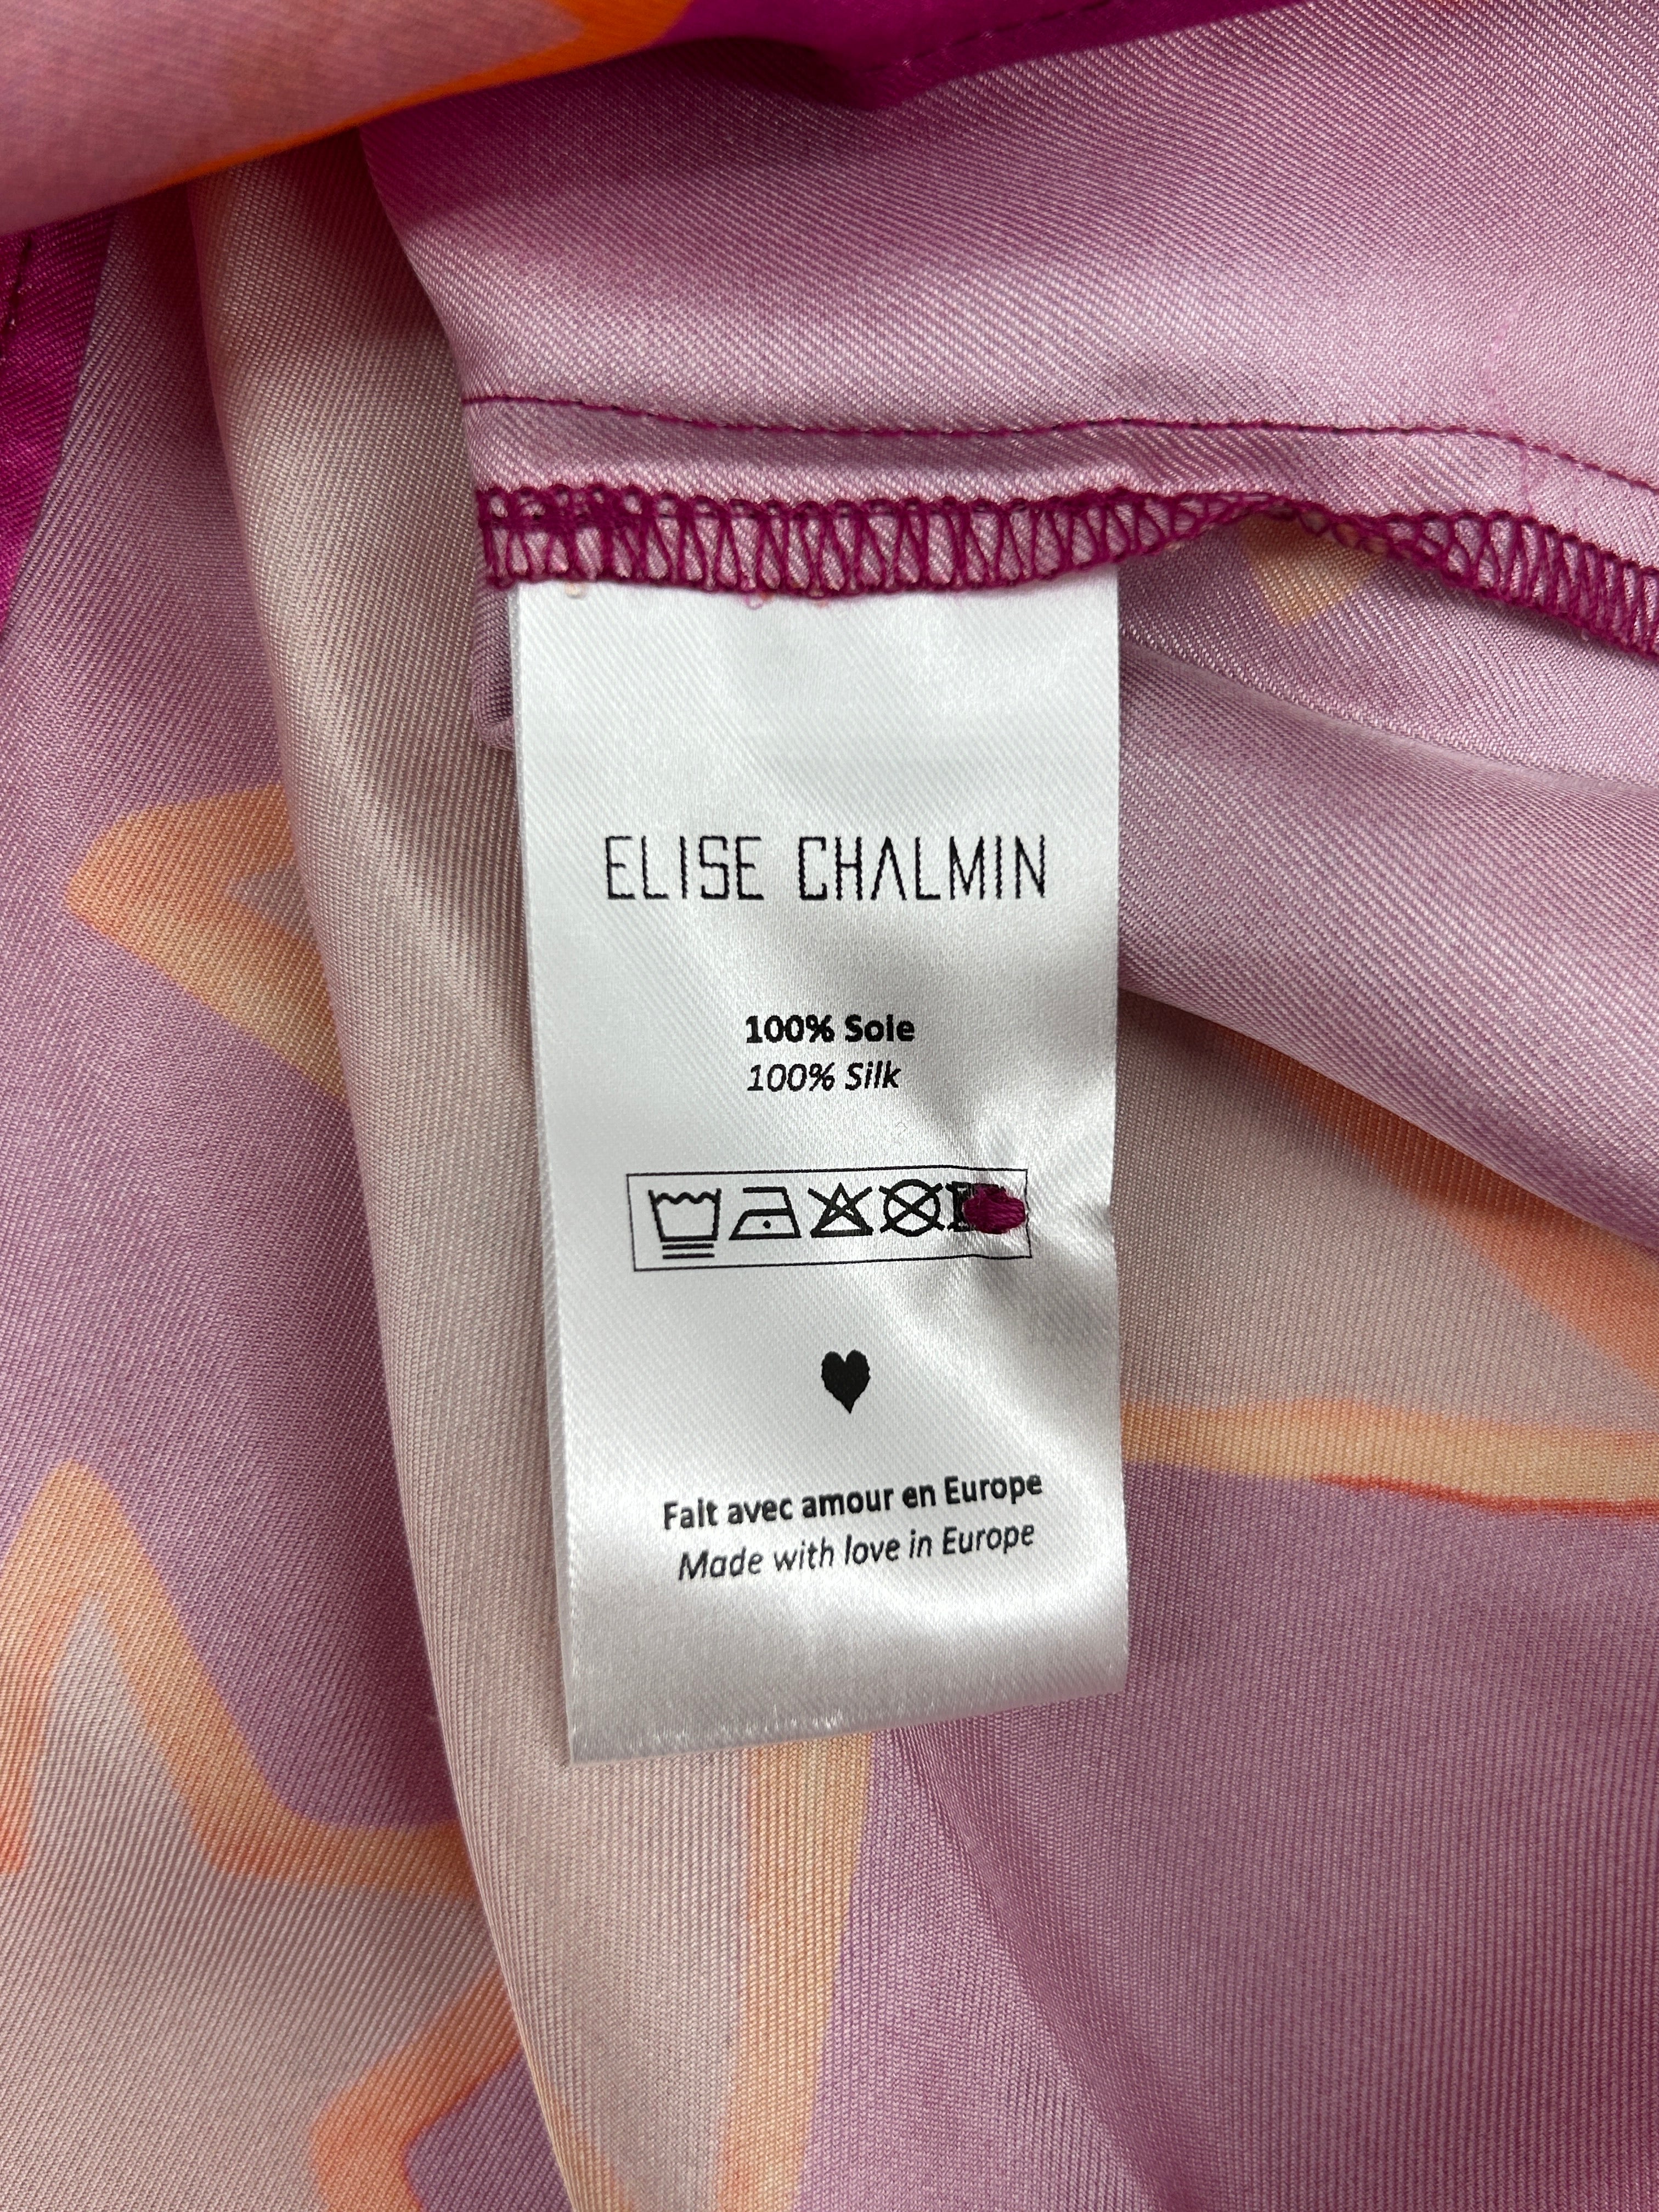 ELISE CHALMIN
100% Soie
100% Silk
Fait avec amour en Europe
Made with love in Europe